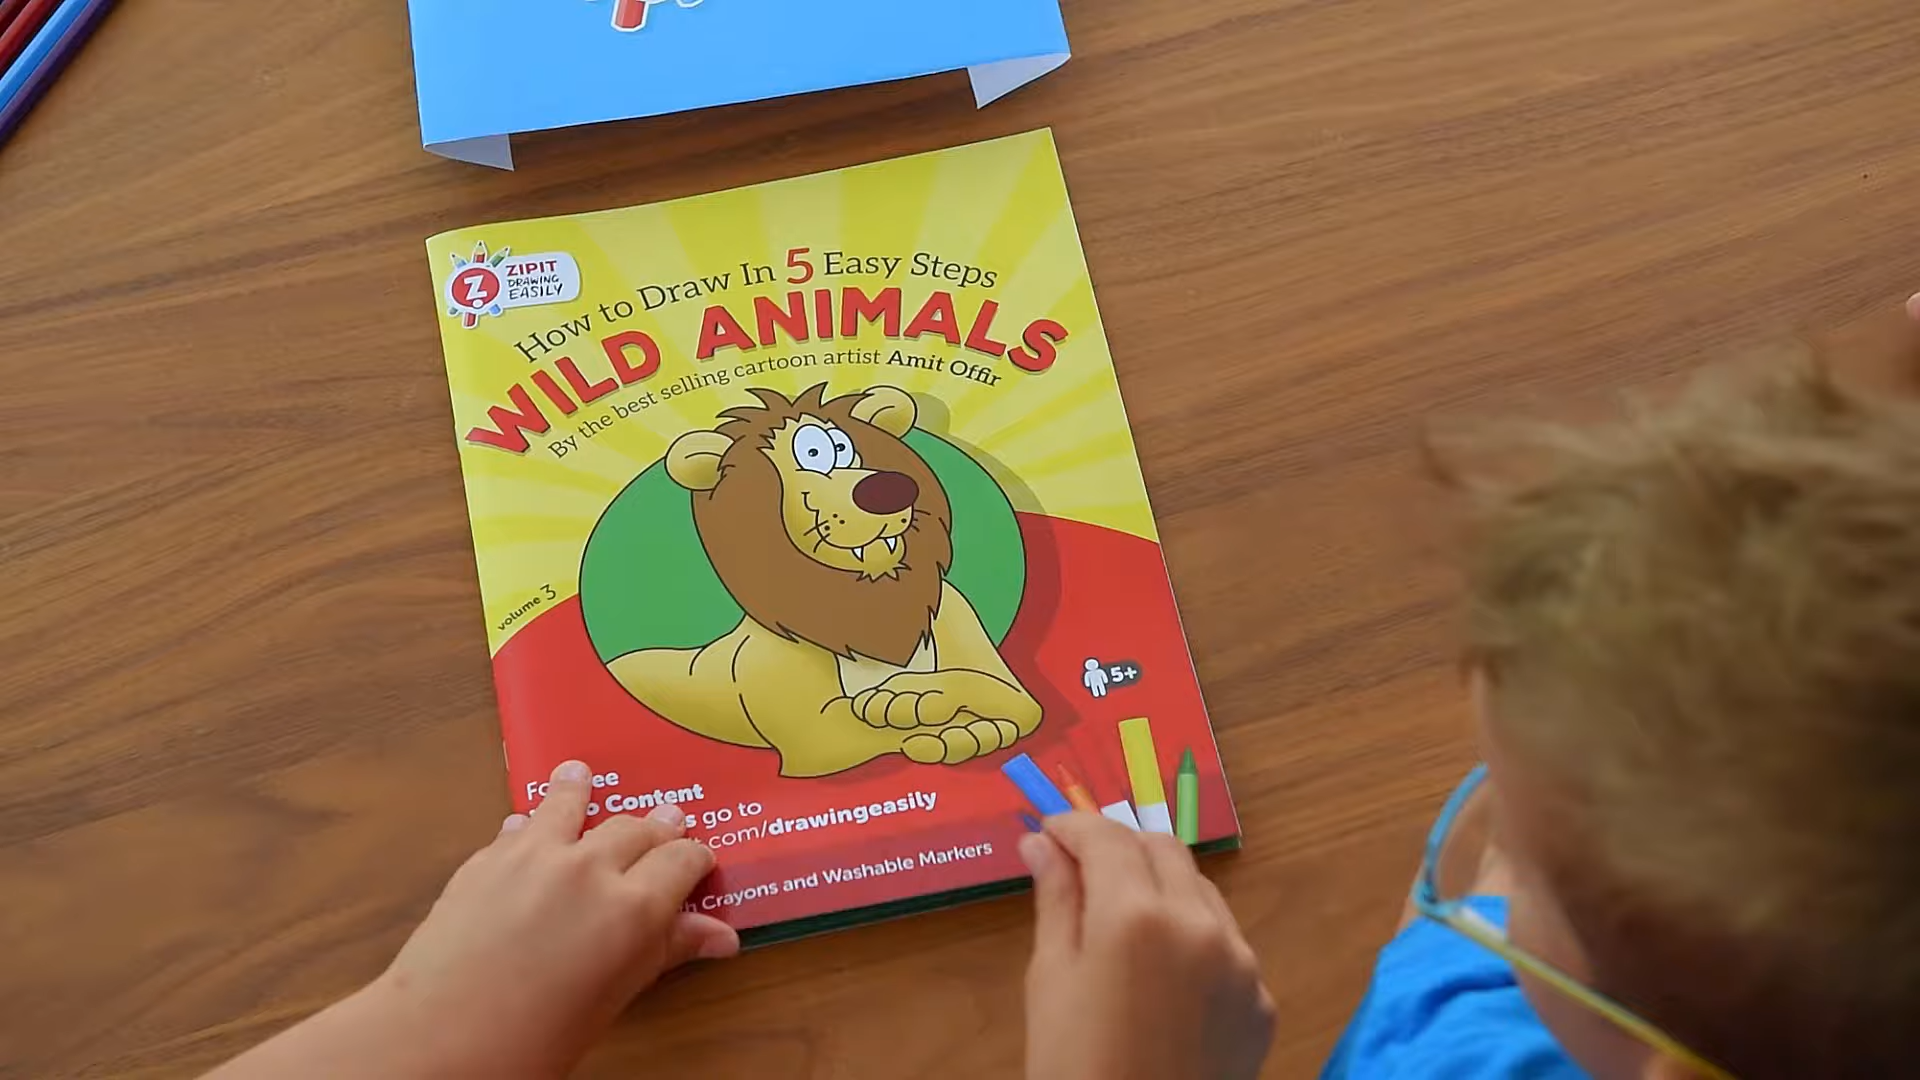 Z
ZIPIT
DRAWING
EASILY
How to Draw In 5 Easy Steps
WILD ANIMALS
By the best selling cartoon artist Amit Offir
volume 3
5+
Content
go to
.com/drawingeasily
Crayons and Washable Markers